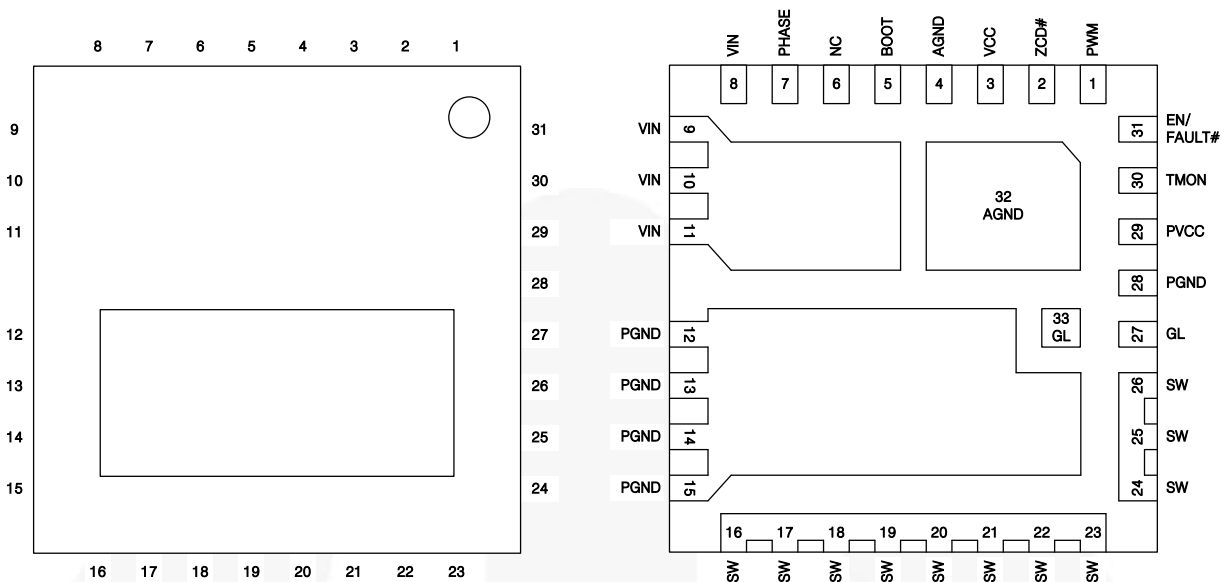 8 7 6 5 4 3 2 1
9
10
11
12
13
14
15
31
30
29
28
27
26
25
24
16 17 18 19 20 21 22 23
VIN PHASE NC BOOT AGND VCC ZCD# PWM
8 7 6 5 4 3 2 1
VIN 9
VIN 10
VIN 11
PGND 12
PGND 13
PGND 14
PGND 15
32
AGND
33
GL
31 EN/
FAULT#
30 TMON
29 PVCC
28 PGND
27 GL
26 SW
25 SW
24 SW
16 17 18 19 20 21 22 23
SW SW SW SW SW SW SW SW